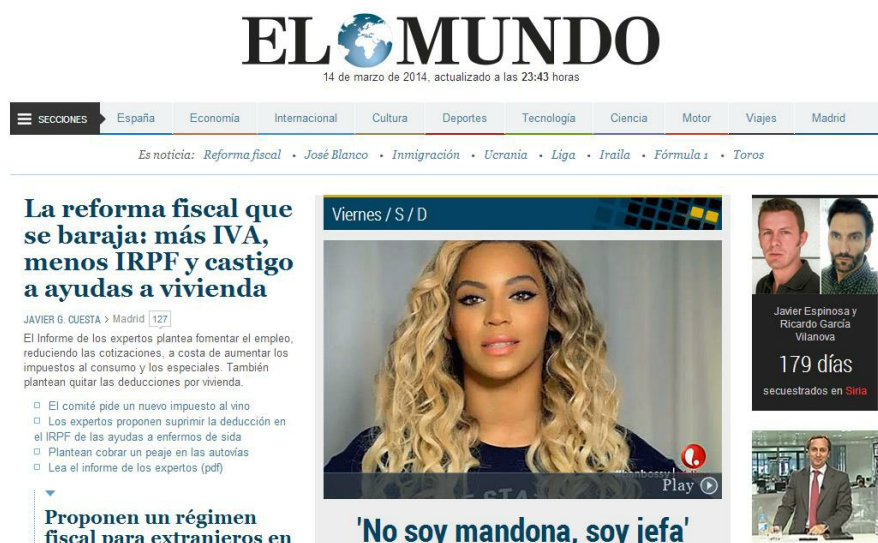 EL MUNDO
14 de marzo de 2014, actualizado a las 23:43 horas
SECCIONES España Economía Internacional Cultura Deportes Tecnología Ciencia Motor Viajes Madrid
Es noticia: Reforma fiscal • José Blanco • Inmigración • Ucrania • Liga • Iraila • Fórmula 1 • Toros
La reforma fiscal que
se baraja: más IVA,
menos IRPF y castigo
a ayudas a vivienda
JAVIER G. CUESTA > Madrid 127
El Informe de los expertos plantea fomentar el empleo,
reduciendo las cotizaciones, a costa de aumentar los
impuestos al consumo y los especiales. También
plantean quitar las deducciones por vivienda.
El comité pide un nuevo impuesto al vino
Los expertos proponen suprimir la deducción en
el IRPF de las ayudas a enfermos de sida
Plantean cobrar un peaje en las autovías
Lea el informe de los expertos (pdf)
Proponen un régimen
fiscal para extranjeros en
Viernes / S / D
Play
'No soy mandona, soy jefa'
Javier Espinosa y
Ricardo García
Vilanova
179 días
secuestrados en Siria